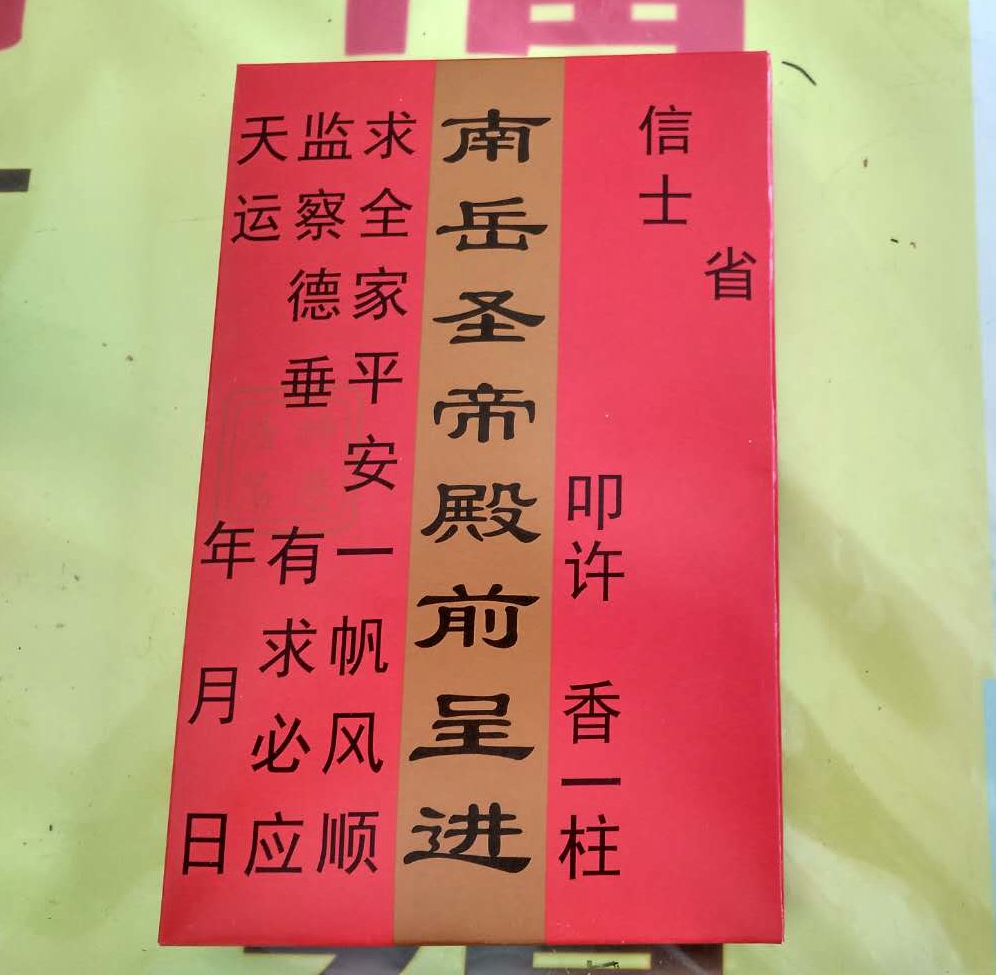 省
信士
叩许 香一柱
南岳圣帝殿前呈进
求全家平安一帆风顺
监察德垂 有求必应
天运 年 月 日